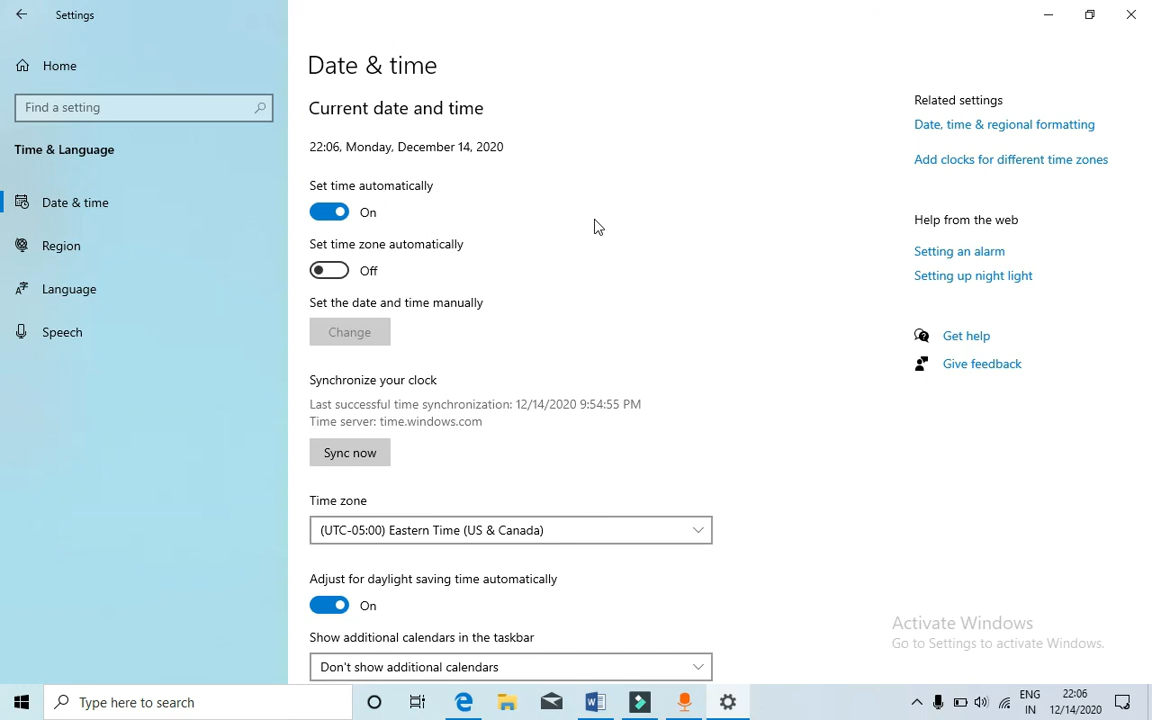 Settings
Home
Find a setting
Time & Language
Date & time
Region
Language
Speech
Date & time
Current date and time
22:06, Monday, December 14, 2020
Set time automatically
On
Set time zone automatically
Off
Set the date and time manually
Change
Synchronize your clock
Last successful time synchronization: 12/14/2020 9:54:55 PM
Time server: time.windows.com
Sync now
Time zone
(UTC-05:00) Eastern Time (US & Canada)
Adjust for daylight saving time automatically
On
Show additional calendars in the taskbar
Don't show additional calendars
Related settings
Date, time & regional formatting
Add clocks for different time zones
Help from the web
Setting an alarm
Setting up night light
Get help
Give feedback
Activate Windows
Go to Settings to activate Windows.
Type here to search
ENG
IN
22:06
12/14/2020